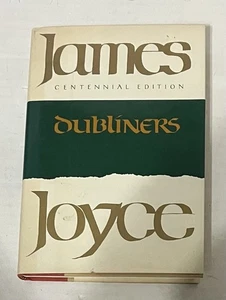 James
CENTENNIAL EDITION
dubliners
Joyce